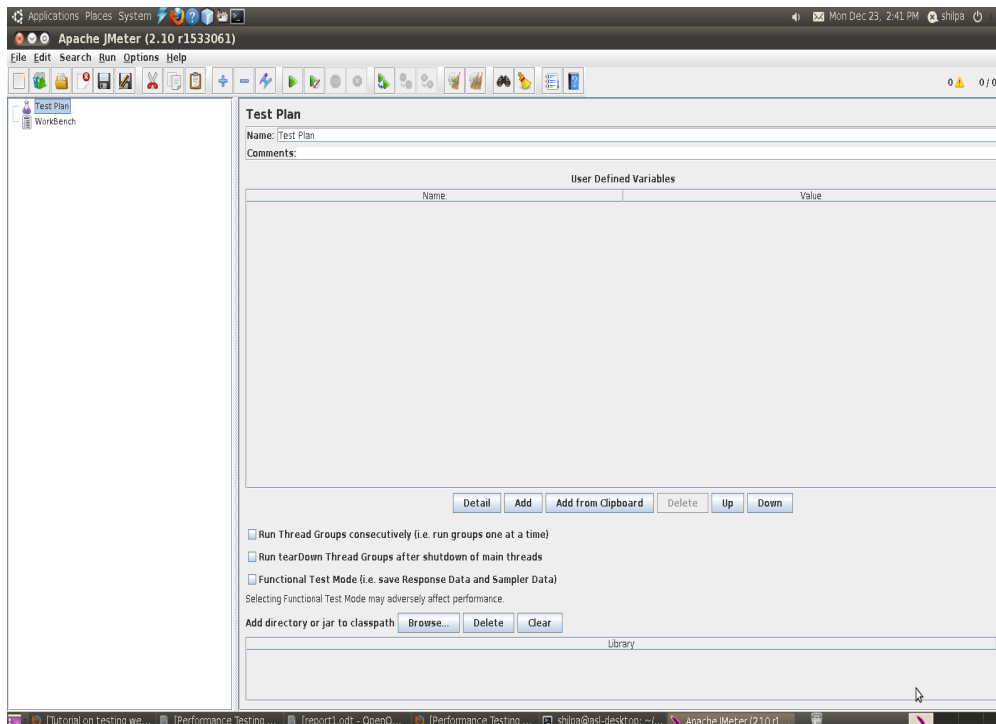 Applications Places System
Mon Dec 23, 2:41 PM shilpa
Apache JMeter (2.10 r1533061)
File Edit Search Run Options Help
0 0 / 0
Test Plan
WorkBench
Test Plan
Name: Test Plan
Comments:
User Defined Variables
Name: Value
Detail Add Add from Clipboard Delete Up Down
Run Thread Groups consecutively (i.e. run groups one at a time)
Run tearDown Thread Groups after shutdown of main threads
Functional Test Mode (i.e. save Response Data and Sampler Data)
Selecting Functional Test Mode may adversely affect performance.
Add directory or jar to classpath Browse... Delete Clear
Library
[Tutorial on testing we... [Performance Testing ... [report1.odt - OpenO... [Performance Testing ... shilpa@asl-desktop: ~/... Apache JMeter (2.10 r1...